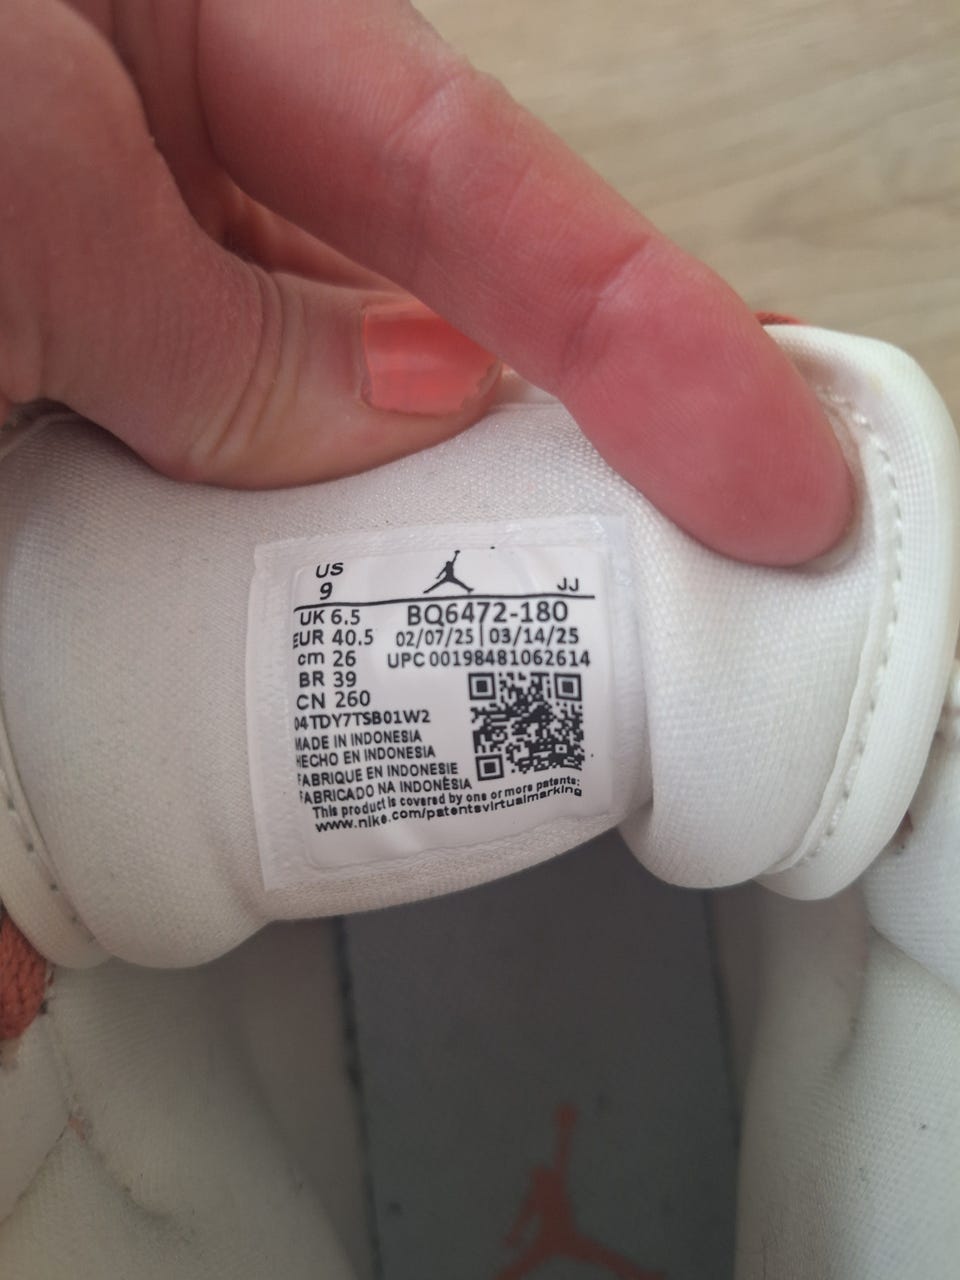 US
9
JJ
UK 6.5
BQ6472-180
EUR 40.5
02/07/25 | 03/14/25
cm 26
UPC 00198481062614
BR 39
CN 260
04TDY7TSB01W2
MADE IN INDONESIA
HECHO EN INDONESIA
FABRIQUE EN INDONESIE
FABRICADO NA INDONÈSIA
This product is covered by one or more patents:
www.nike.com/patentsvirtualmarking